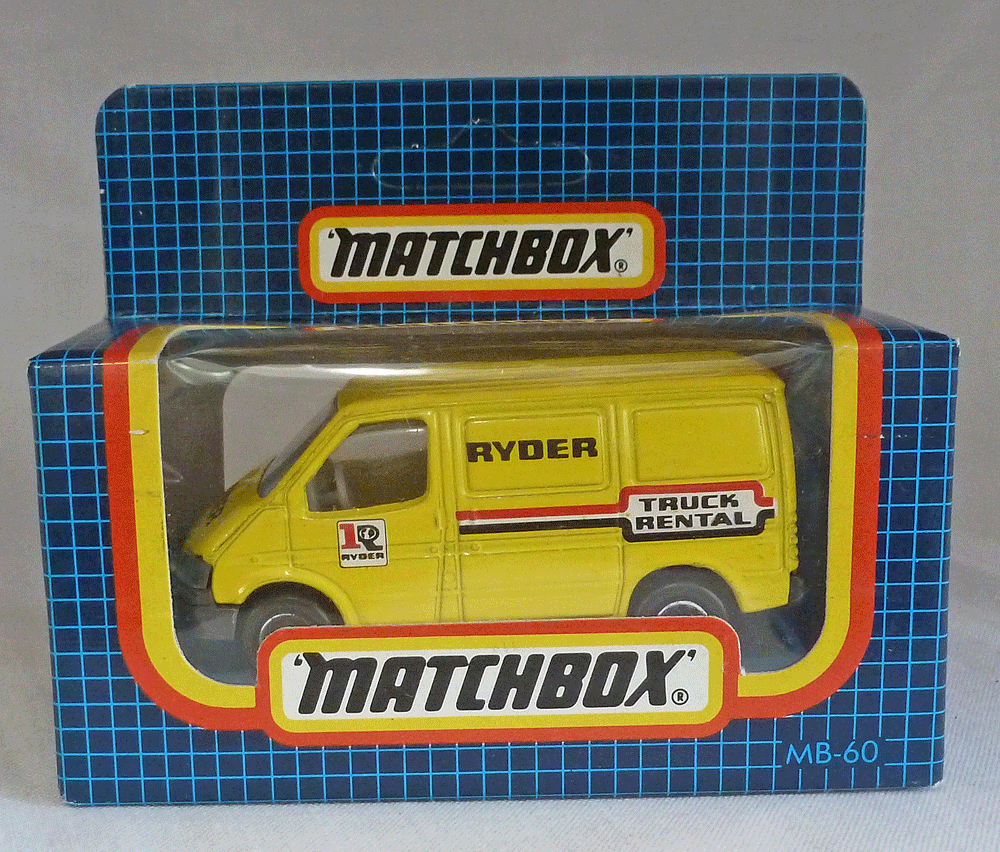 'MATCHBOX'®
RYDER
TRUCK
RENTAL
R
RYDER
'MATCHBOX'®
MB-60